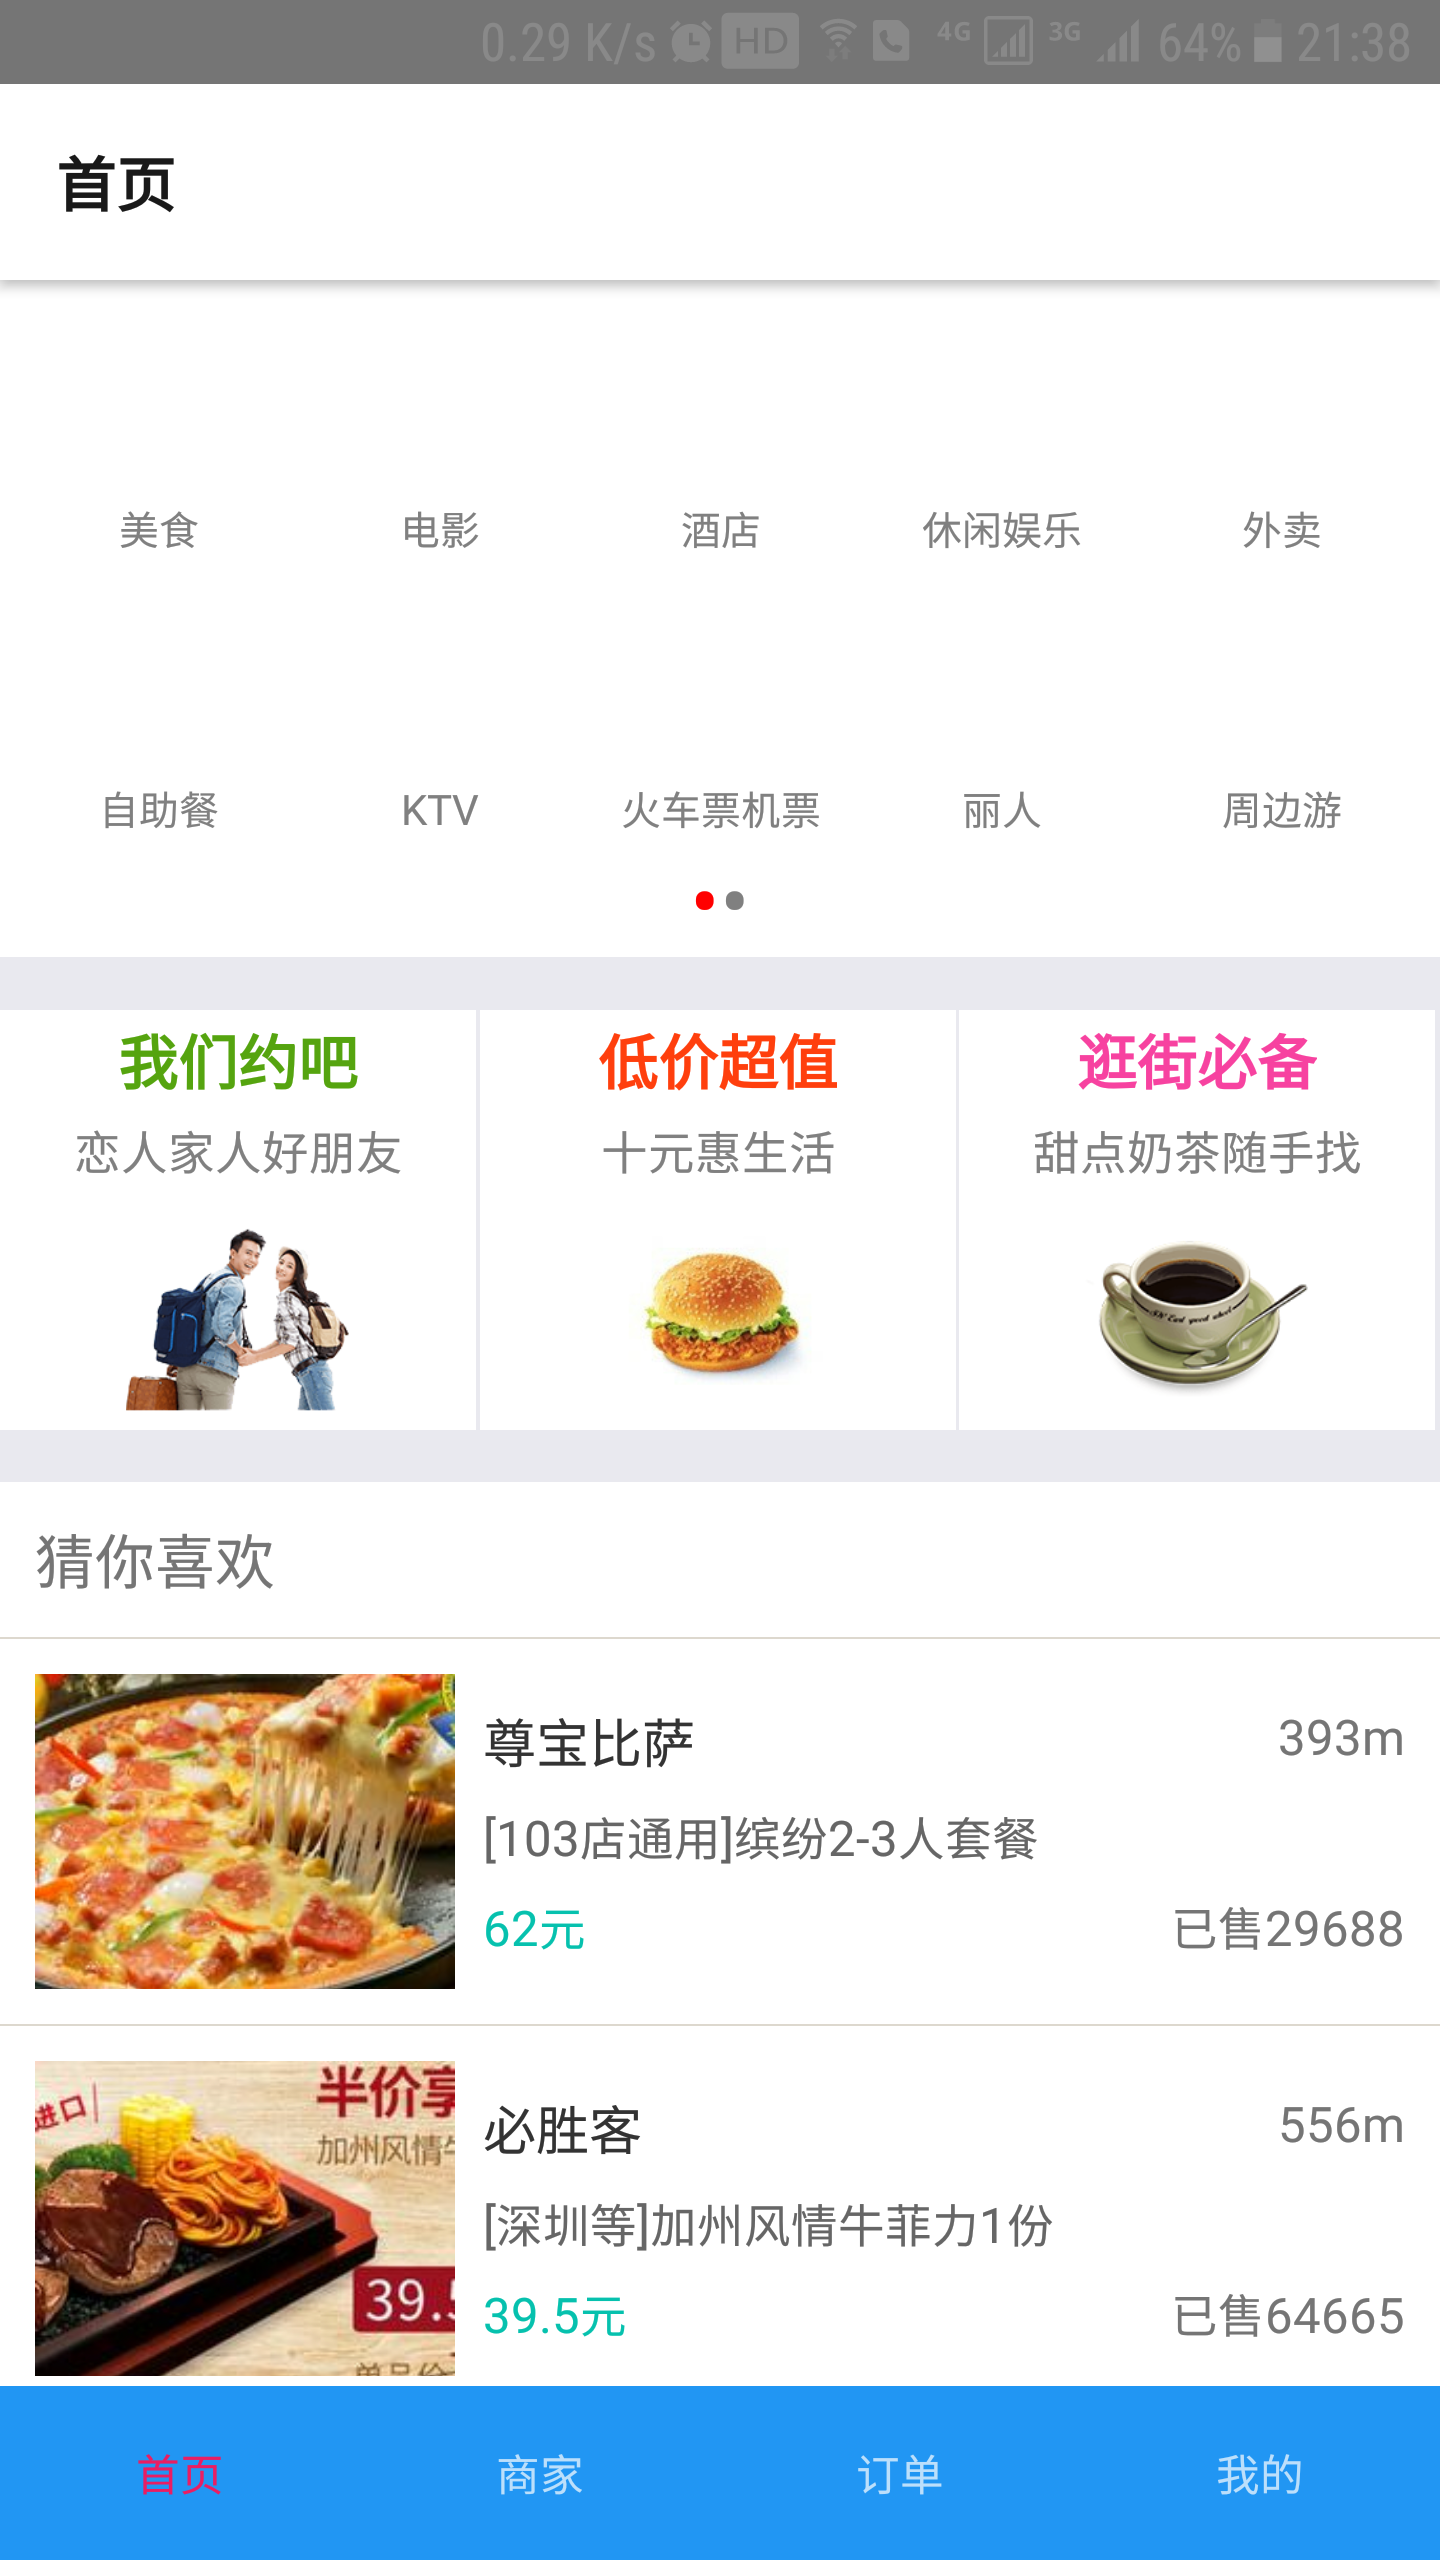 0.29 K/s HD 4G 3G 64% 21:38
首页
美食 电影 酒店 休闲娱乐 外卖
自助餐 KTV 火车票机票 丽人 周边游
我们约吧 低价超值 逛街必备
恋人家人好朋友 十元惠生活 甜点奶茶随手找
猜你喜欢
尊宝比萨 393m
[103店通用]缤纷2-3人套餐
62元 已售29688
半价享
进口
加州风情牛
39.5
必胜客 556m
[深圳等]加州风情牛菲力1份
39.5元 已售64665
首页 商家 订单 我的